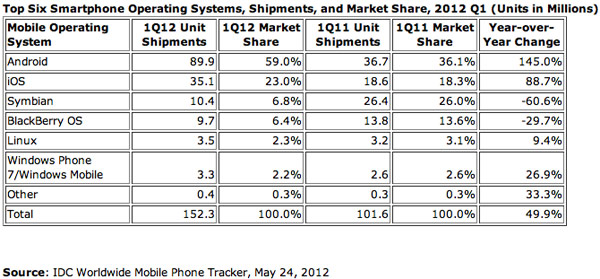 Top Six Smartphone Operating Systems, Shipments, and Market Share, 2012 Q1 (Units in Millions)
Mobile Operating System 1Q12 Unit Shipments 1Q12 Market Share 1Q11 Unit Shipments 1Q11 Market Share Year-over-Year Change
Android 89.9 59.0% 36.7 36.1% 145.0%
iOS 35.1 23.0% 18.6 18.3% 88.7%
Symbian 10.4 6.8% 26.4 26.0% -60.6%
BlackBerry OS 9.7 6.4% 13.8 13.6% -29.7%
Linux 3.5 2.3% 3.2 3.1% 9.4%
Windows Phone 7/Windows Mobile 3.3 2.2% 2.6 2.6% 26.9%
Other 0.4 0.3% 0.3 0.3% 33.3%
Total 152.3 100.0% 101.6 100.0% 49.9%
Source: IDC Worldwide Mobile Phone Tracker, May 24, 2012